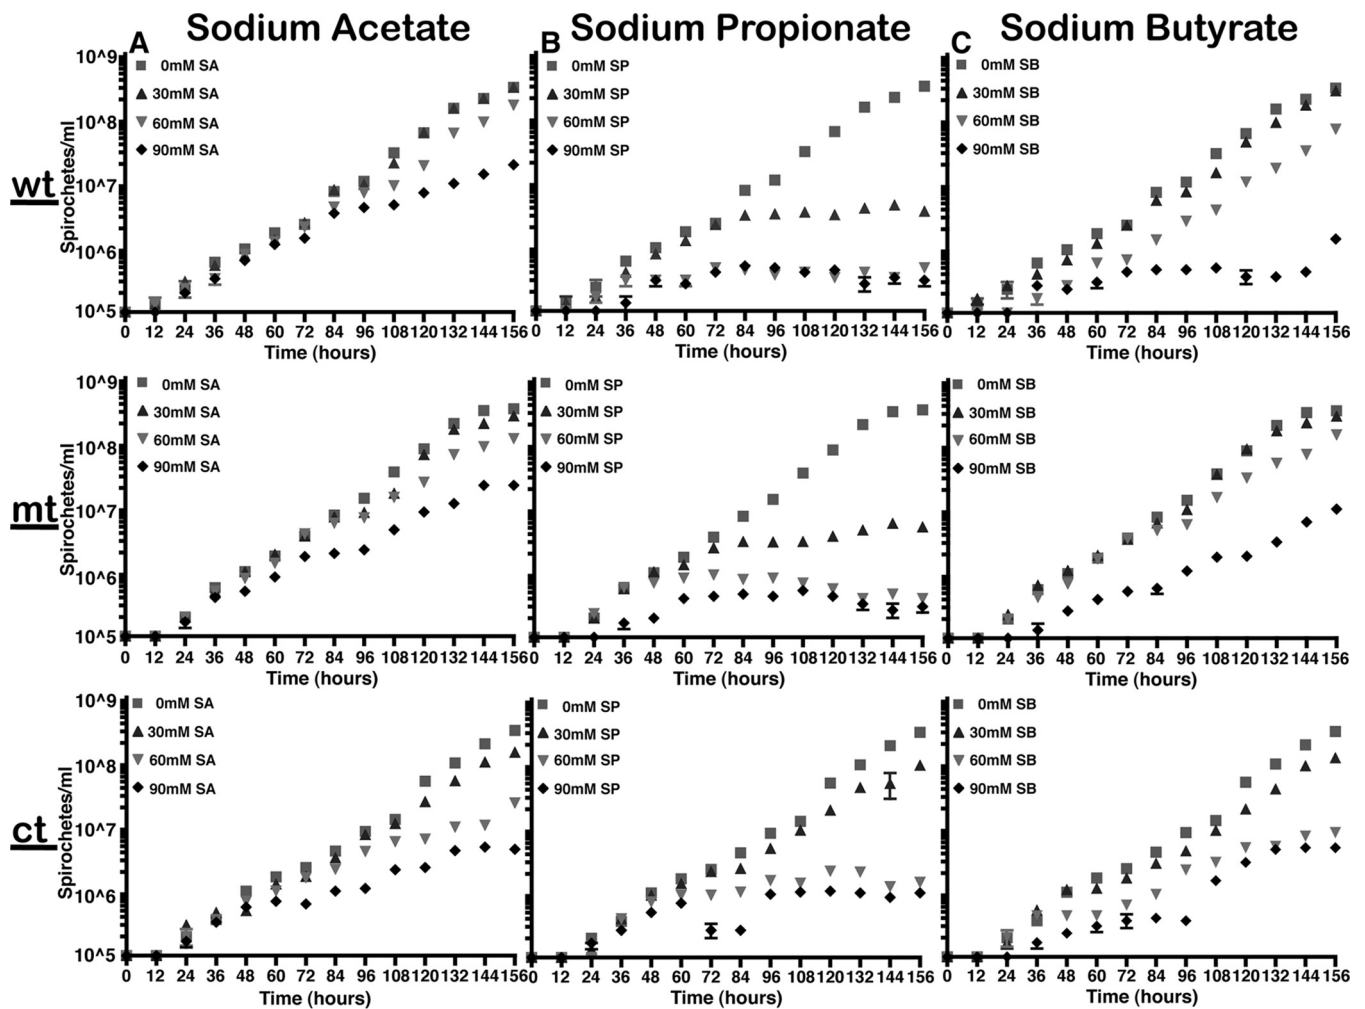 Sodium Acetate Sodium Propionate Sodium Butyrate
A B C
wt
Spirochetes/ml
10^9
10^8
10^7
10^6
10^5
0mM SA
30mM SA
60mM SA
90mM SA
0 12 24 36 48 60 72 84 96 108 120 132 144 156
Time (hours)
0mM SP
30mM SP
60mM SP
90mM SP
0 12 24 36 48 60 72 84 96 108 120 132 144 156
Time (hours)
0mM SB
30mM SB
60mM SB
90mM SB
0 12 24 36 48 60 72 84 96 108 120 132 144 156
Time (hours)
mt
Spirochetes/ml
10^9
10^8
10^7
10^6
10^5
0mM SA
30mM SA
60mM SA
90mM SA
0 12 24 36 48 60 72 84 96 108 120 132 144 156
Time (hours)
0mM SP
30mM SP
60mM SP
90mM SP
0 12 24 36 48 60 72 84 96 108 120 132 144 156
Time (hours)
0mM SB
30mM SB
60mM SB
90mM SB
0 12 24 36 48 60 72 84 96 108 120 132 144 156
Time (hours)
ct
Spirochetes/ml
10^9
10^8
10^7
10^6
10^5
0mM SA
30mM SA
60mM SA
90mM SA
0 12 24 36 48 60 72 84 96 108 120 132 144 156
Time (hours)
0mM SP
30mM SP
60mM SP
90mM SP
0 12 24 36 48 60 72 84 96 108 120 132 144 156
Time (hours)
0mM SB
30mM SB
60mM SB
90mM SB
0 12 24 36 48 60 72 84 96 108 120 132 144 156
Time (hours)